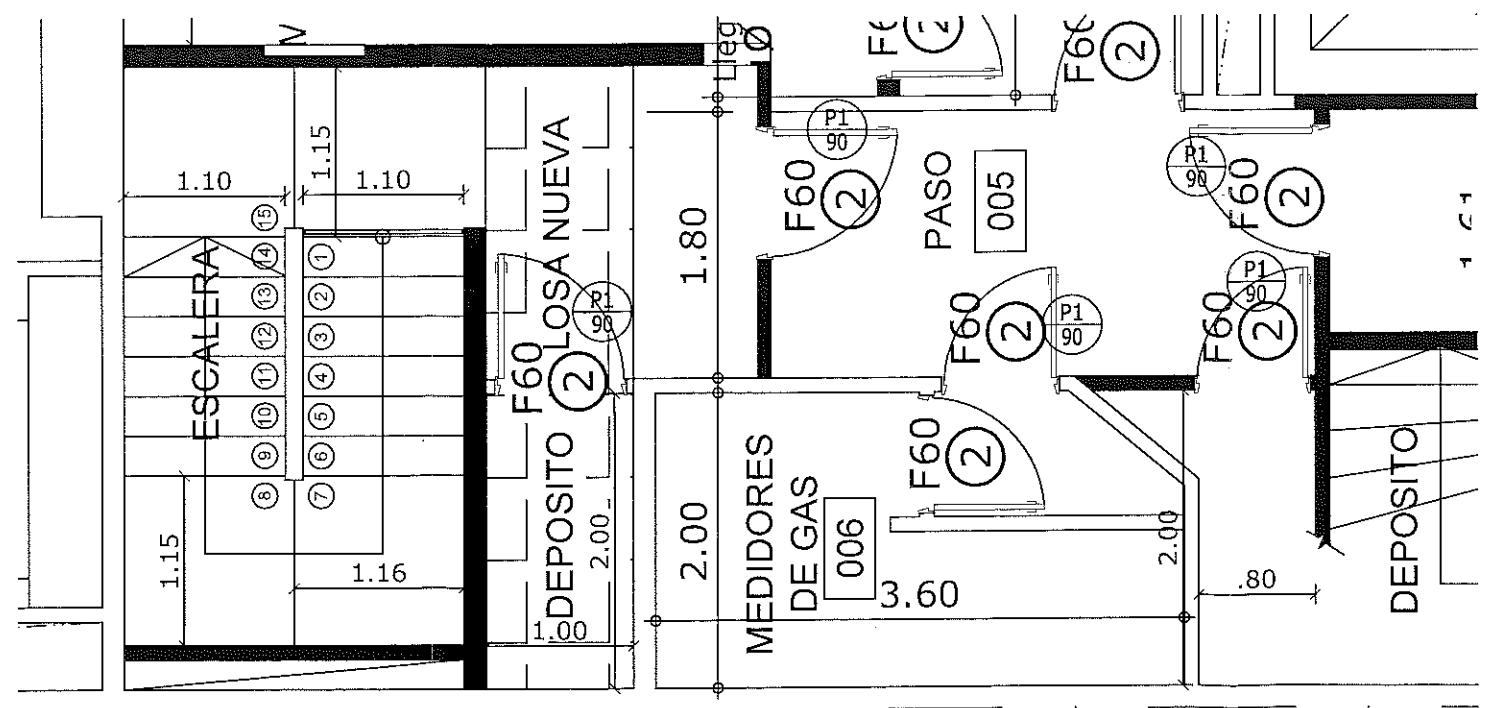 F60
2
F60
2
1.15
1.10
1.10
15
14
13
12
11
10
9
8
1
2
3
4
5
6
7
ESCALERA
1.15
1.16
LOSA NUEVA
P1
90
F60
2
DEPOSITO
2.00
1.00
1.80
P1
90
F60
2
PASO
005
P1
90
F60
2
P1
90
F60
2
P1
90
F60
2
2.00
MEDIDORES
DE GAS
006
F60
2
3.60
2.00
.80
DEPOSITO